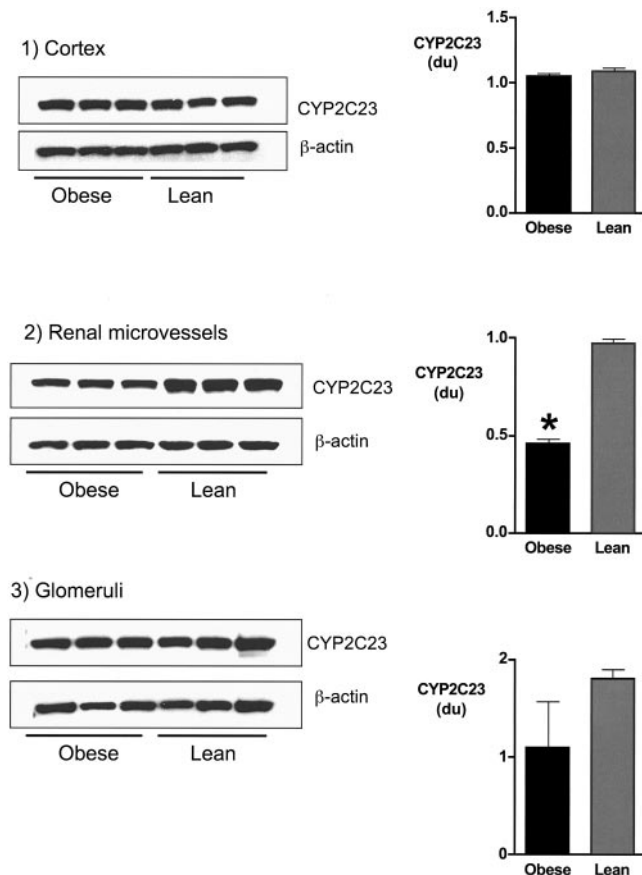 1) Cortex
CYP2C23
β-actin
Obese Lean
CYP2C23
(du)
1.5
1.0
0.5
0.0
Obese Lean
2) Renal microvessels
CYP2C23
β-actin
Obese Lean
CYP2C23
(du)
1.0
0.5
0.0
*
Obese Lean
3) Glomeruli
CYP2C23
β-actin
Obese Lean
CYP2C23
(du)
2
1
0
Obese Lean